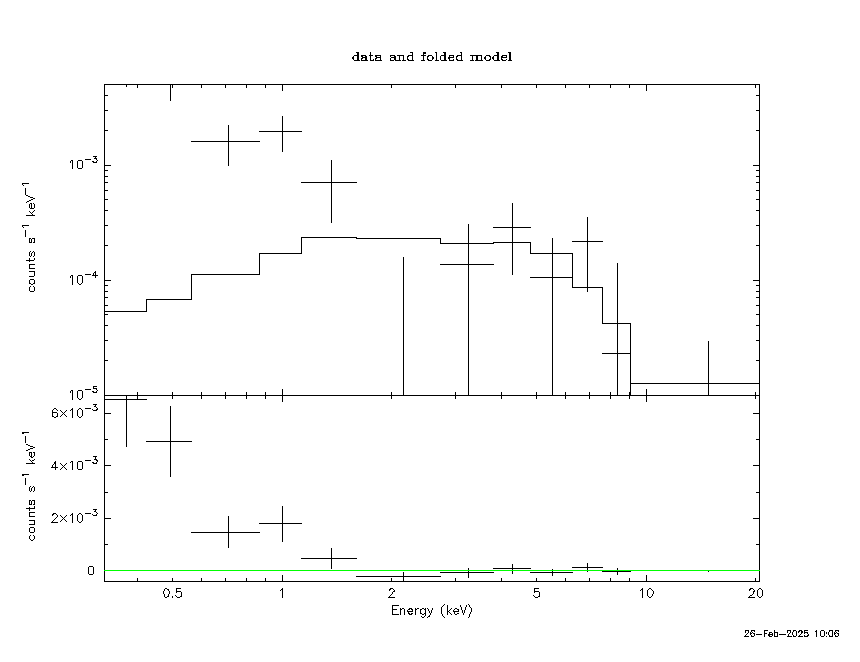 data and folded model
counts s⁻¹ keV⁻¹
10⁻³
10⁻⁴
10⁻⁵
counts s⁻¹ keV⁻¹
6×10⁻³
4×10⁻³
2×10⁻³
0
0.5 1 2 5 10 20
Energy (keV)
26-Feb-2025 10:06